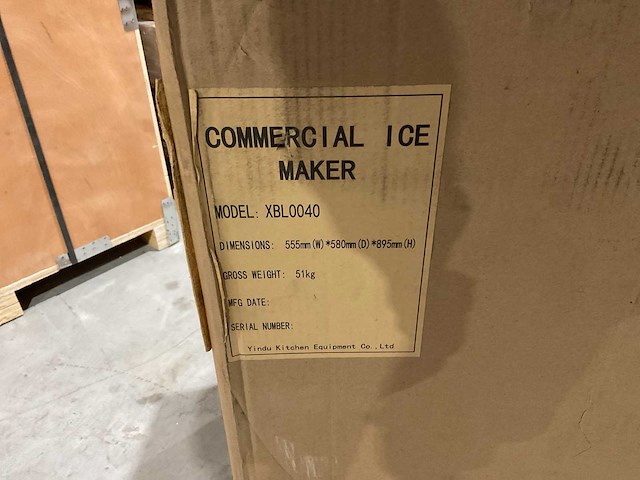 COMMERCIAL ICE
MAKER
MODEL: XBL0040
DIMENSIONS: 555mm(W)*580mm(D)*895mm(H)
GROSS WEIGHT: 51kg
MFG DATE:
SERIAL NUMBER:
Yindu Kitchen Equipment Co.,Ltd